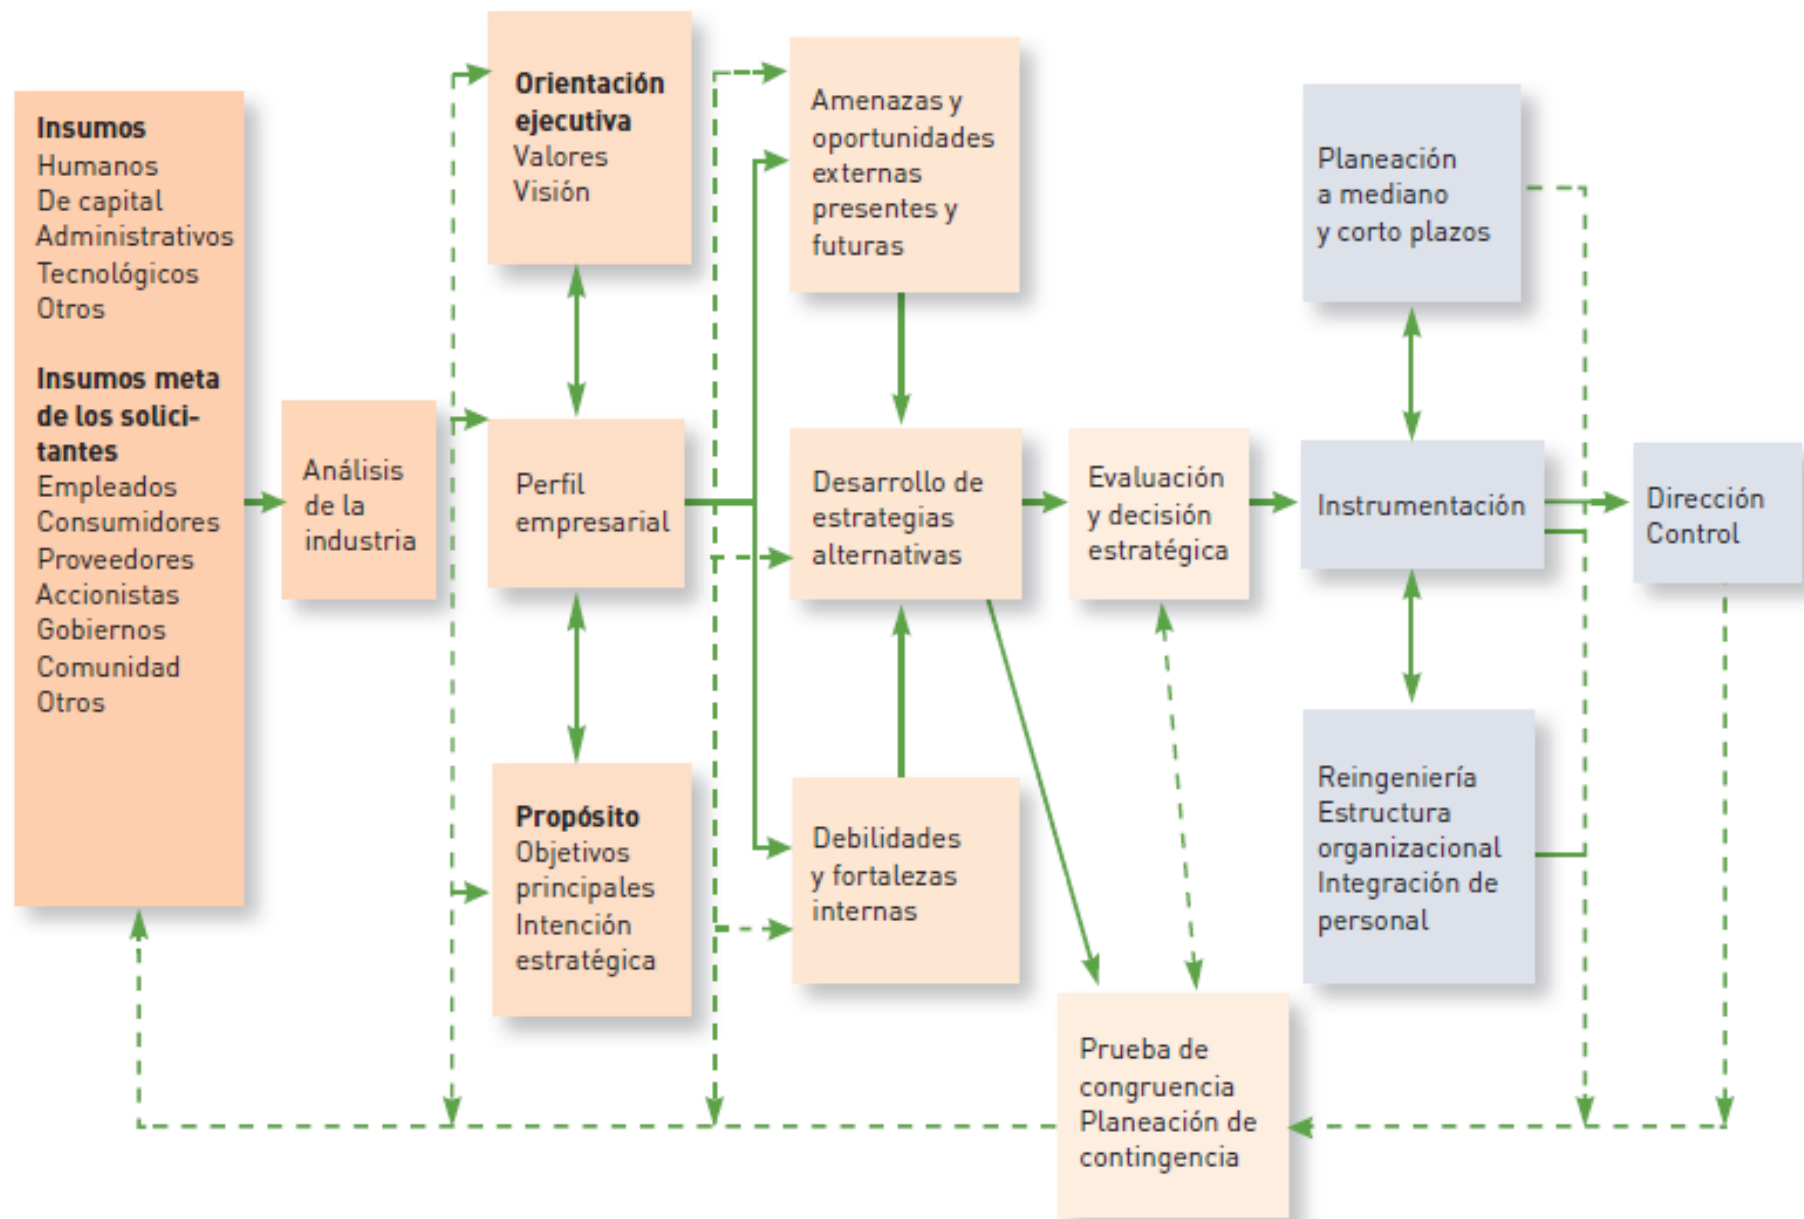 Insumos
Humanos
De capital
Administrativos
Tecnológicos
Otros
Insumos meta
de los solici-
tantes
Empleados
Consumidores
Proveedores
Accionistas
Gobiernos
Comunidad
Otros
Análisis
de la
industria
Orientación
ejecutiva
Valores
Visión
Perfil
empresarial
Propósito
Objetivos
principales
Intención
estratégica
Amenazas y
oportunidades
externas
presentes y
futuras
Desarrollo de
estrategias
alternativas
Debilidades
y fortalezas
internas
Evaluación
y decisión
estratégica
Prueba de
congruencia
Planeación de
contingencia
Planeación
a mediano
y corto plazos
Instrumentación
Reingeniería
Estructura
organizacional
Integración de
personal
Dirección
Control